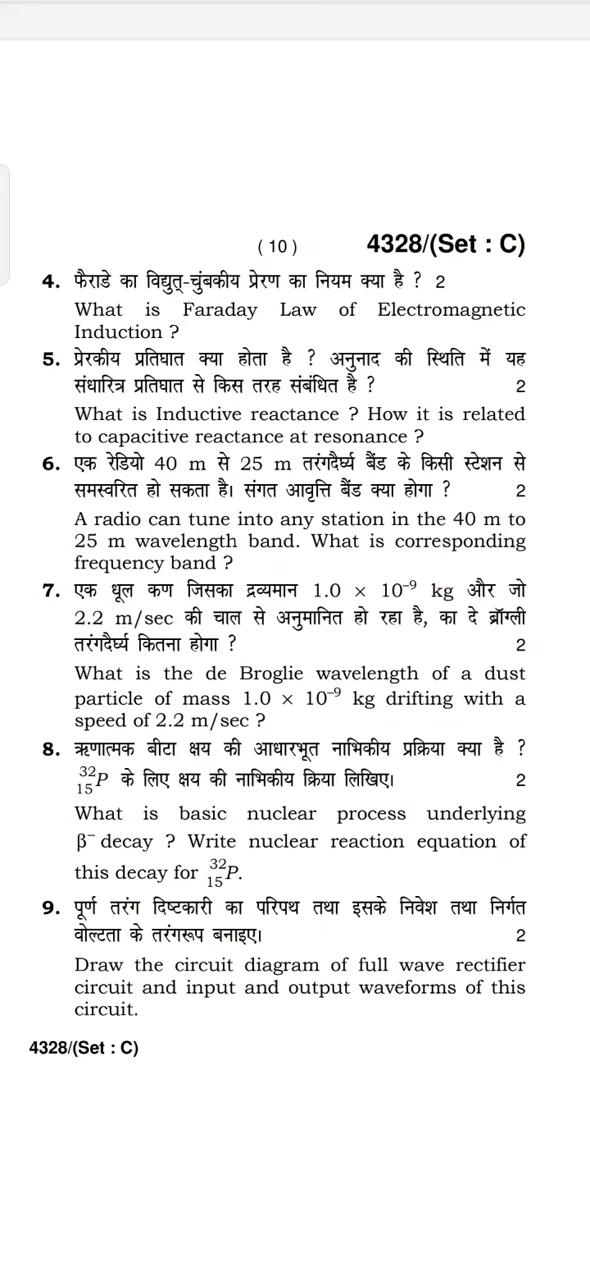 ( 10 ) 4328/(Set : C)
4. फैराडे का विद्युत्-चुंबकीय प्रेरण का नियम क्या है ? 2
What is Faraday Law of Electromagnetic
Induction ?
5. प्रेरकीय प्रतिघात क्या होता है ? अनुनाद की स्थिति में यह
संधारित्र प्रतिघात से किस तरह संबंधित है ? 2
What is Inductive reactance ? How it is related
to capacitive reactance at resonance ?
6. एक रेडियो 40 m से 25 m तरंगदैर्घ्य बैंड के किसी स्टेशन से
समस्वरित हो सकता है। संगत आवृत्ति बैंड क्या होगा ? 2
A radio can tune into any station in the 40 m to
25 m wavelength band. What is corresponding
frequency band ?
7. एक धूल कण जिसका द्रव्यमान 1.0 × 10⁻⁹ kg और जो
2.2 m/sec की चाल से अनुमानित हो रहा है, का दे ब्रॉग्ली
तरंगदैर्घ्य कितना होगा ? 2
What is the de Broglie wavelength of a dust
particle of mass 1.0 × 10⁻⁹ kg drifting with a
speed of 2.2 m/sec ?
8. ऋणात्मक बीटा क्षय की आधारभूत नाभिकीय प्रक्रिया क्या है ?
³²₁₅P के लिए क्षय की नाभिकीय क्रिया लिखिए। 2
What is basic nuclear process underlying
β⁻ decay ? Write nuclear reaction equation of
this decay for ³²₁₅P.
9. पूर्ण तरंग दिष्टकारी का परिपथ तथा इसके निवेश तथा निर्गत
वोल्टता के तरंगरूप बनाइए। 2
Draw the circuit diagram of full wave rectifier
circuit and input and output waveforms of this
circuit.
4328/(Set : C)